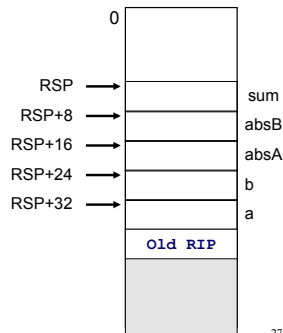 0
RSP
sum
RSP+8
absB
RSP+16
absA
RSP+24
b
RSP+32
a
Old RIP
27